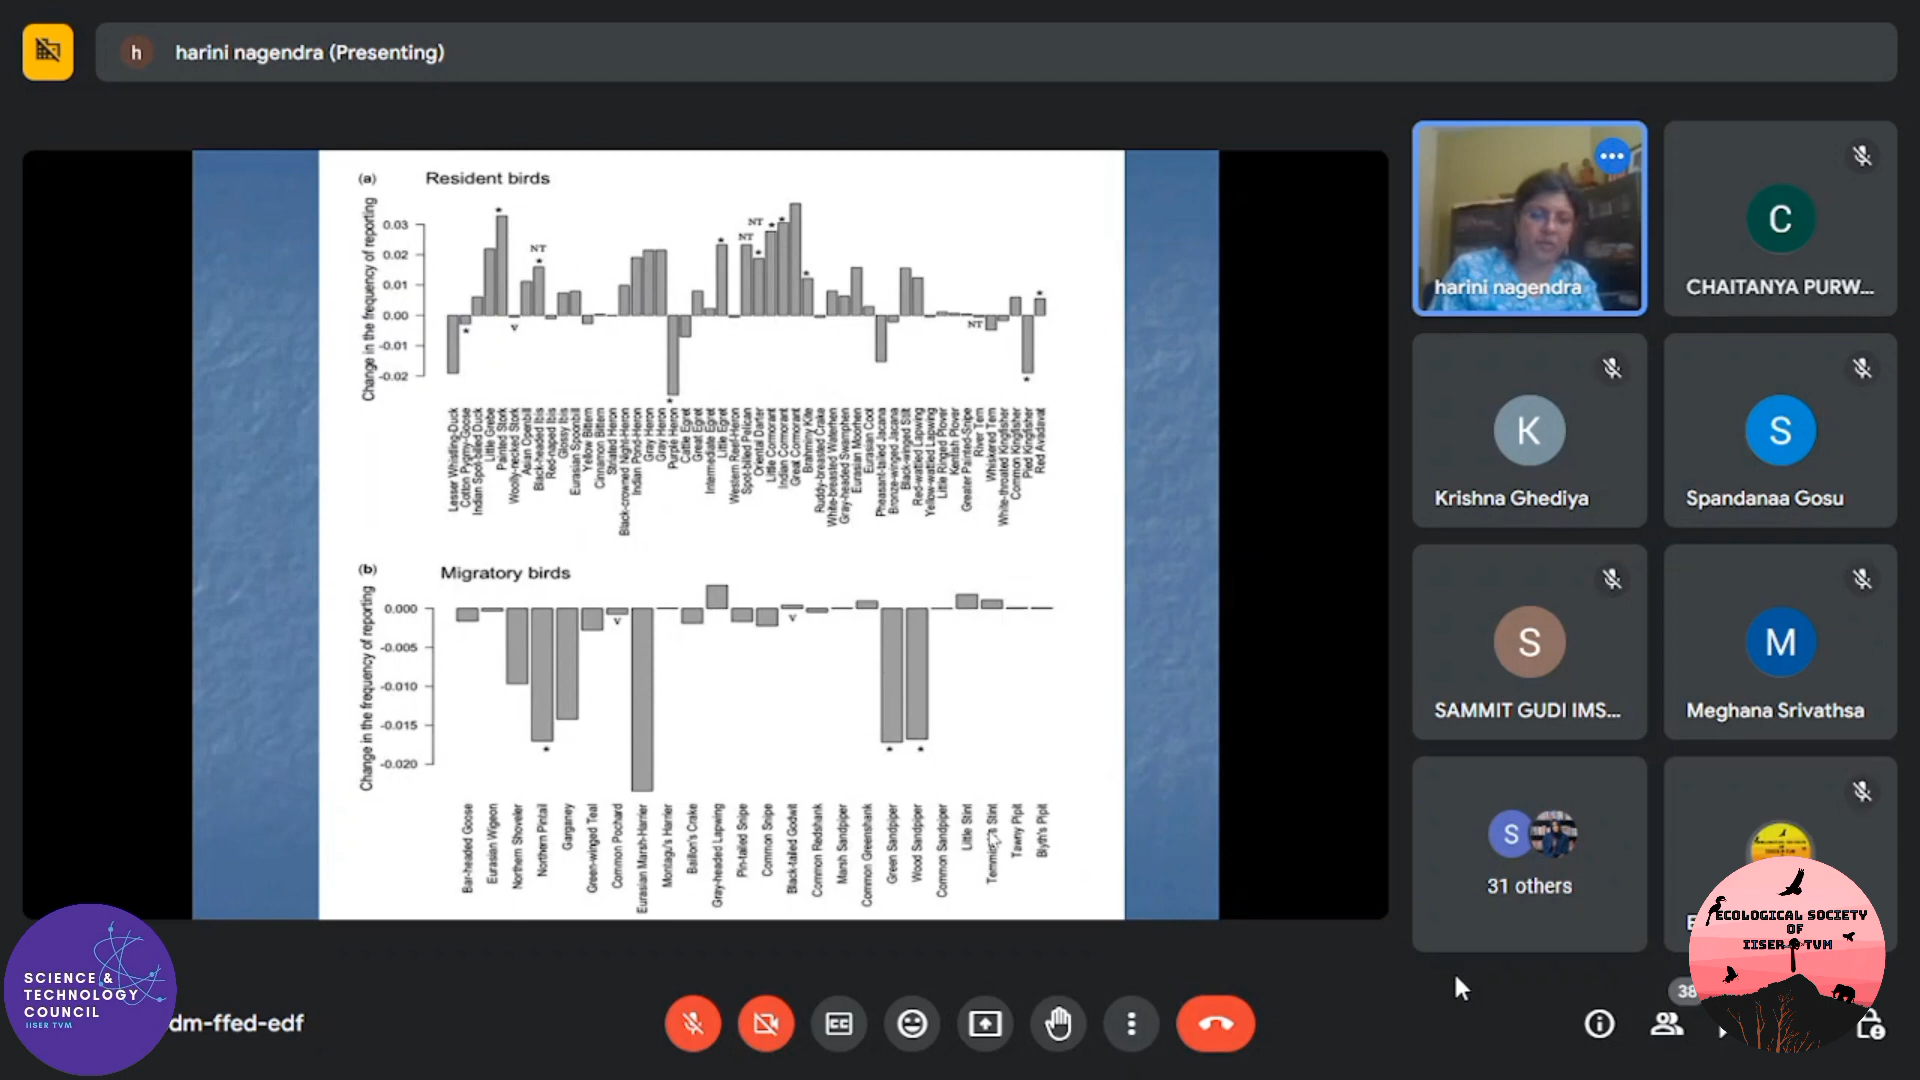 h harini nagendra (Presenting)
(a) Resident birds
Change in the frequency of reporting
0.03
0.02
0.01
0.00
-0.01
-0.02
NT
NT
NT
NT
V
Lesser Whistling-Duck
Cotton Pygmy-Goose
Indian Spot-billed Duck
Little Grebe
Painted Stork
Woolly-necked Stork
Asian Openbill
Black-headed Ibis
Red-naped Ibis
Glossy Ibis
Eurasian Spoonbill
Yellow Bittern
Cinnamon Bittern
Striated Heron
Black-crowned Night-Heron
Indian Pond-Heron
Gray Heron
Gray Heron
Purple Heron
Cattle Egret
Great Egret
Intermediate Egret
Little Egret
Western Reef-Heron
Spot-billed Pelican
Oriental Darter
Little Cormorant
Indian Cormorant
Great Cormorant
Brahminy Kite
Ruddy-breasted Crake
White-breasted Waterhen
Gray-headed Swamphen
Eurasian Moorhen
Eurasian Coot
Pheasant-tailed Jacana
Bronze-winged Jacana
Black-winged Stilt
Red-wattled Lapwing
Yellow-wattled Lapwing
Little Ringed Plover
Kentish Plover
Greater Painted-Snipe
River Tern
Whiskered Tern
White-throated Kingfisher
Common Kingfisher
Pied Kingfisher
Red Avadavat
(b) Migratory birds
Change in the frequency of reporting
0.000
-0.005
-0.010
-0.015
-0.020
V
V
Bar-headed Goose
Eurasian Wigeon
Northern Shoveler
Northern Pintail
Garganey
Green-winged Teal
Common Pochard
Eurasian Marsh-Harrier
Montagu's Harrier
Baillon's Crake
Gray-headed Lapwing
Pin-tailed Snipe
Common Snipe
Black-tailed Godwit
Common Redshank
Marsh Sandpiper
Common Greenshank
Green Sandpiper
Wood Sandpiper
Common Sandpiper
Little Stint
Temminck's Stint
Tawny Pipit
Blyth's Pipit
harini nagendra
C
CHAITANYA PURW...
K
Krishna Ghediya
S
Spandanaa Gosu
S
SAMMIT GUDI IMS...
M
Meghana Srivathsa
S
31 others
ECOLOGICAL SOCIETY
OF
IISER TVM
SCIENCE &
TECHNOLOGY
COUNCIL
IISER TVM
dm-ffed-edf
CC
38